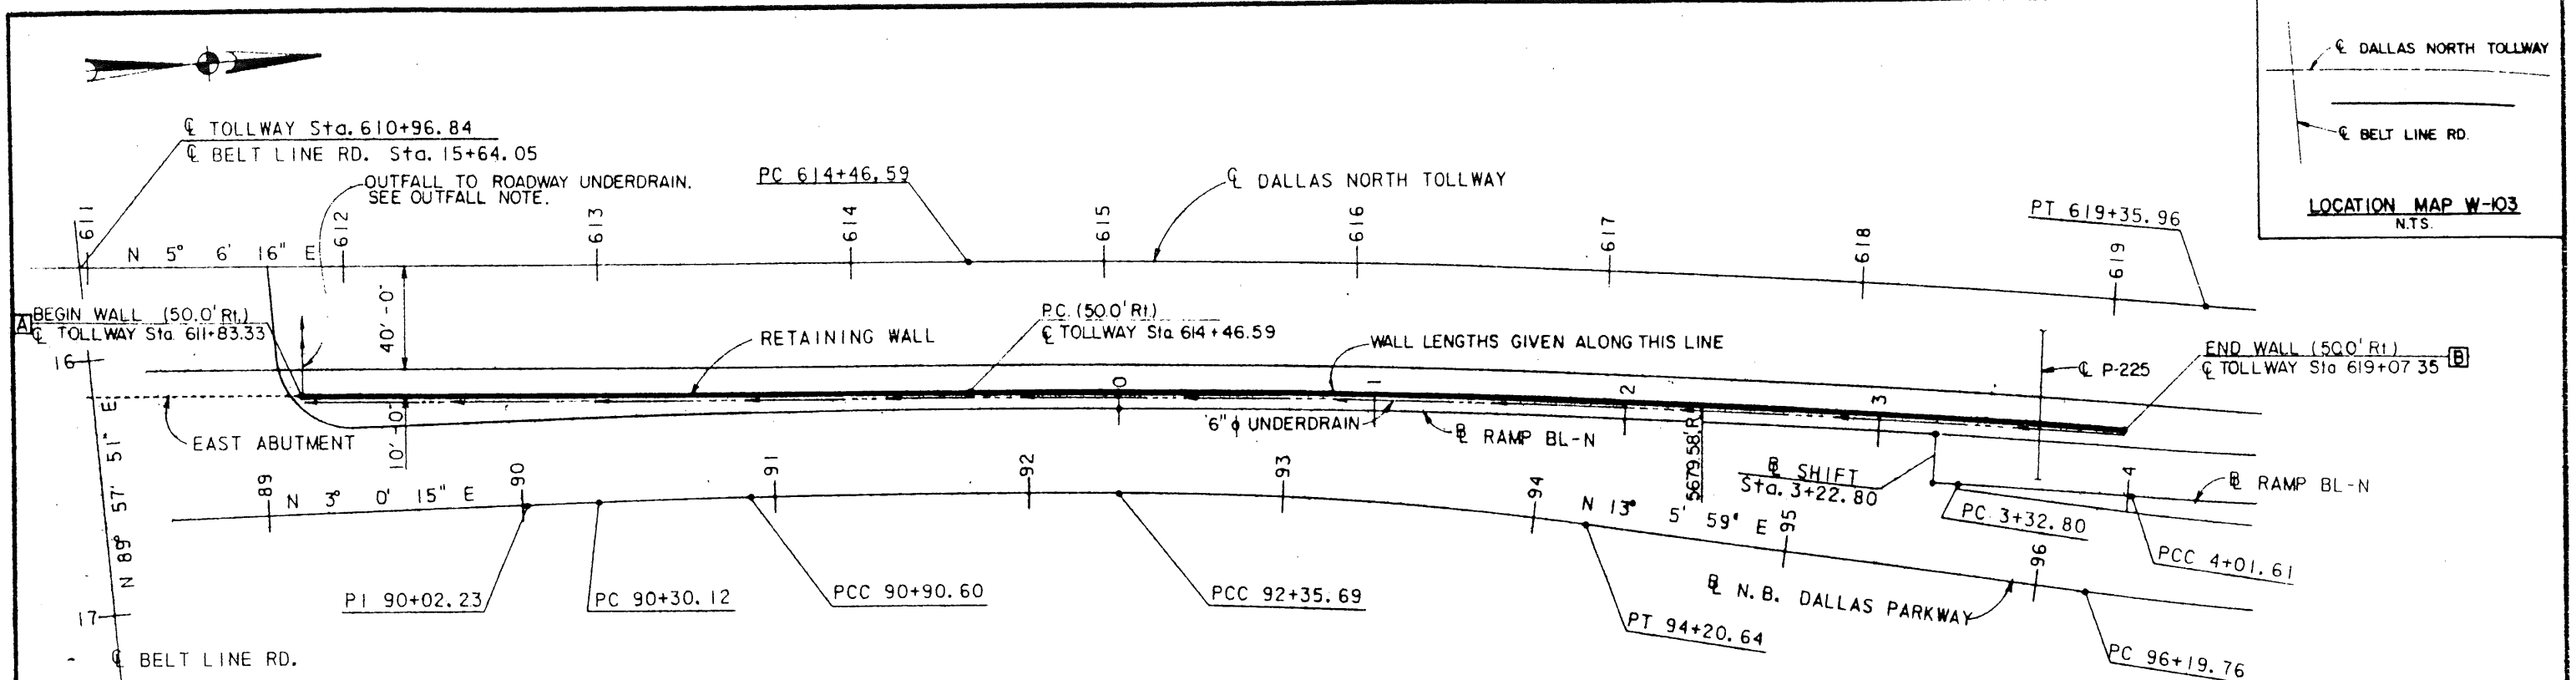 ℄ DALLAS NORTH TOLLWAY
℄ BELT LINE RD.
LOCATION MAP W-103
N.T.S.
℄ TOLLWAY Sta. 610+96.84
℄ BELT LINE RD. Sta. 15+64.05
OUTFALL TO ROADWAY UNDERDRAIN.
SEE OUTFALL NOTE.
PC 614+46.59
℄ DALLAS NORTH TOLLWAY
PT 619+35.96
611
612
613
614
615
616
617
618
619
N 5° 6' 16" E
40'-0"
A
BEGIN WALL (50.0' Rt.)
℄ TOLLWAY Sta. 611+83.33
RETAINING WALL
P.C. (50.0' Rt.)
℄ TOLLWAY Sta 614+46.59
WALL LENGTHS GIVEN ALONG THIS LINE
℄ P-225
END WALL (50.0' Rt.)
℄ TOLLWAY Sta 619+07.35
B
16
0
1
2
3
4
EAST ABUTMENT
10'-0"
6" ϕ UNDERDRAIN
B̲L RAMP BL-N
5679.58' R
B̲L SHIFT
Sta. 3+22.80
B̲L RAMP BL-N
PC 3+32.80
PCC 4+01.61
N 89° 57' 51" E
89
90
91
92
93
94
95
96
N 3° 0' 15" E
N 13° 5' 59" E
PI 90+02.23
PC 90+30.12
PCC 90+90.60
PCC 92+35.69
PT 94+20.64
B̲L N.B. DALLAS PARKWAY
PC 96+19.76
17
℄ BELT LINE RD.